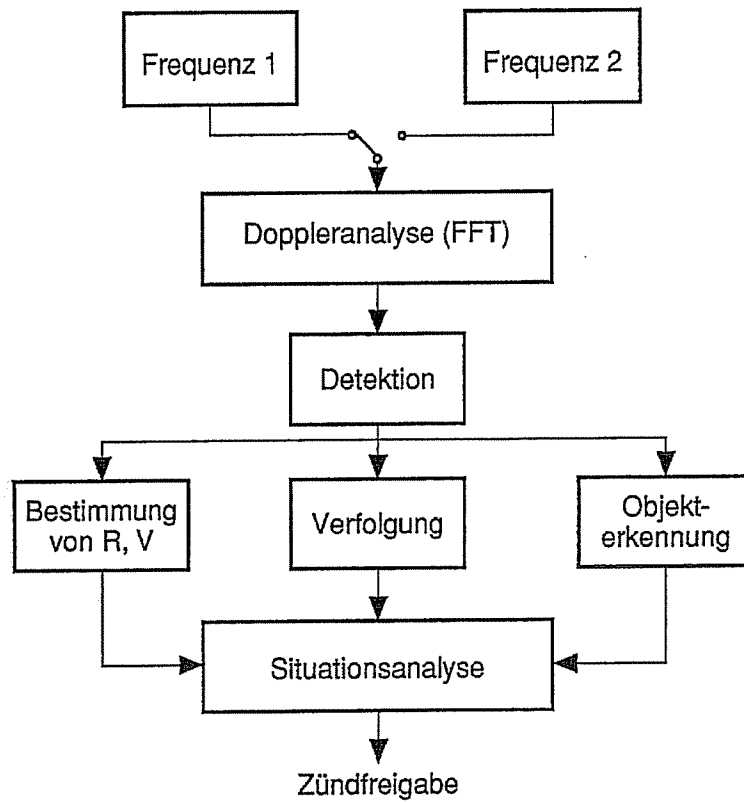 Frequenz 1
Frequenz 2
Doppleranalyse (FFT)
Detektion
Bestimmung
von R, V
Verfolgung
Objekt-
erkennung
Situationsanalyse
Zündfreigabe